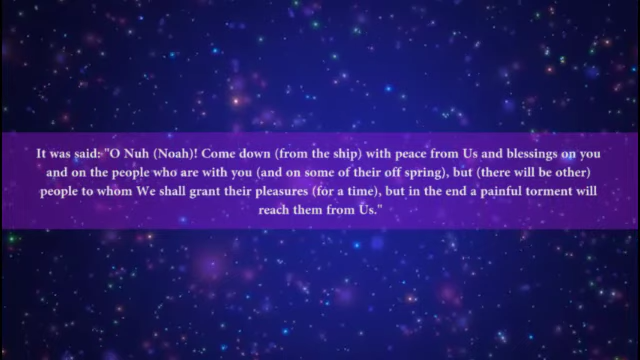 It was said: "O Nuh (Noah)! Come down (from the ship) with peace from Us and blessings on you
and on the people who are with you (and on some of their off spring), but (there will be other)
people to whom We shall grant their pleasures (for a time), but in the end a painful torment will
reach them from Us."